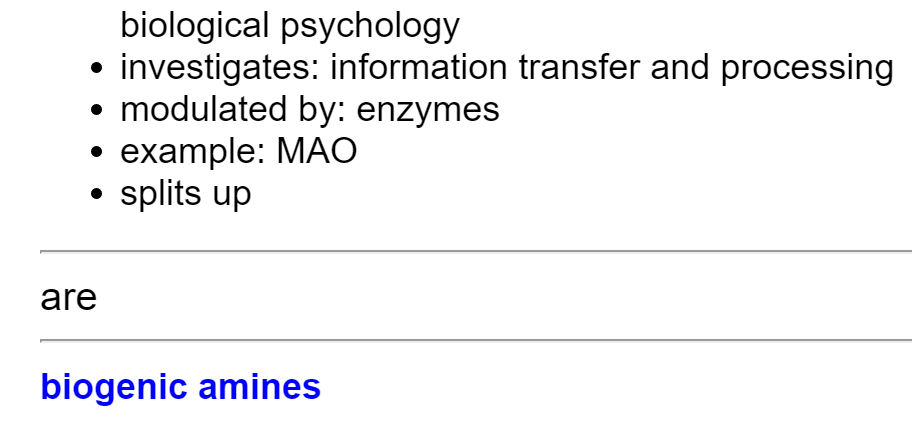 biological psychology
• investigates: information transfer and processing
• modulated by: enzymes
• example: MAO
• splits up
are
biogenic amines